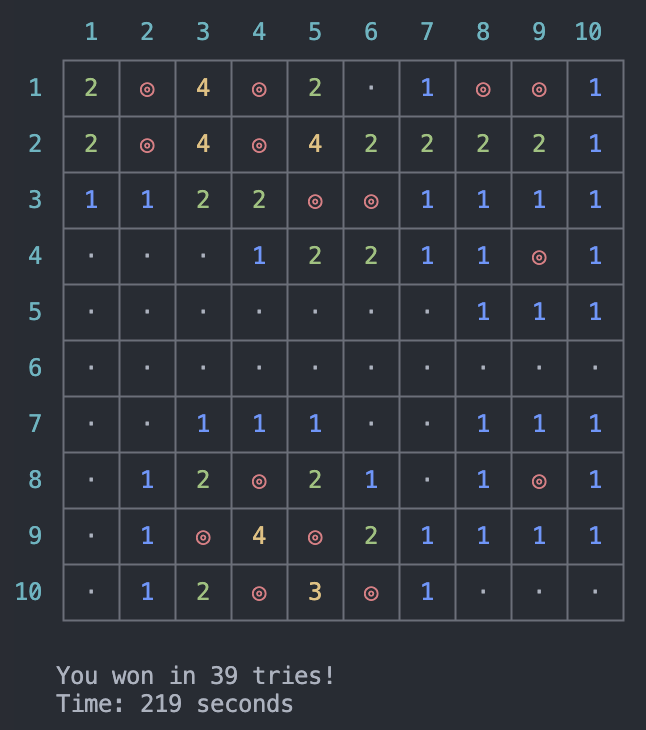 1 2 3 4 5 6 7 8 9 10
1 2 ◎ 4 ◎ 2 · 1 ◎ ◎ 1
2 2 ◎ 4 ◎ 4 2 2 2 2 1
3 1 1 2 2 ◎ ◎ 1 1 1 1
4 · · · 1 2 2 1 1 ◎ 1
5 · · · · · · · 1 1 1
6 · · · · · · · · · ·
7 · · 1 1 1 · · 1 1 1
8 · 1 2 ◎ 2 1 · 1 ◎ 1
9 · 1 ◎ 4 ◎ 2 1 1 1 1
10 · 1 2 ◎ 3 ◎ 1 · · ·
You won in 39 tries!
Time: 219 seconds